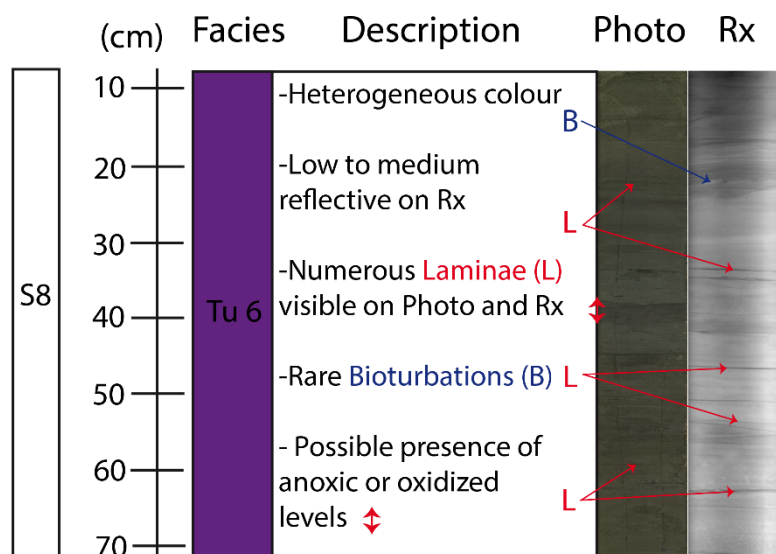 (cm) Facies Description Photo Rx
S8
10
20
30
40
50
60
70
Tu 6
-Heterogeneous colour
-Low to medium
reflective on Rx
-Numerous Laminae (L)
visible on Photo and Rx
-Rare Bioturbations (B)
- Possible presence of
anoxic or oxidized
levels
B
L
L
L